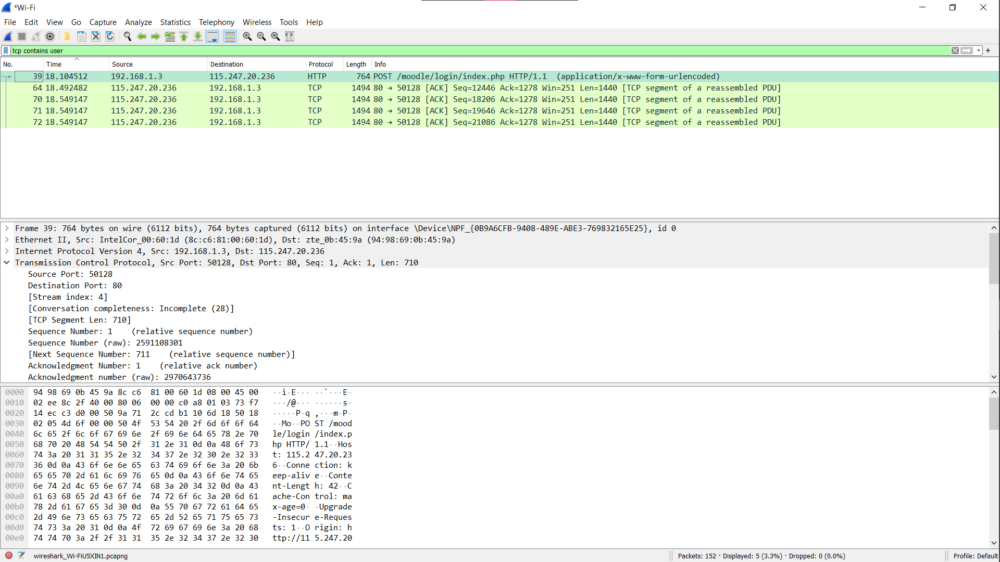 *Wi-Fi
File Edit View Go Capture Analyze Statistics Telephony Wireless Tools Help
tcp contains user
No. Time Source Destination Protocol Length Info
39 18.104512 192.168.1.3 115.247.20.236 HTTP 764 POST /moodle/login/index.php HTTP/1.1 (application/x-www-form-urlencoded)
64 18.492482 115.247.20.236 192.168.1.3 TCP 1494 80 → 50128 [ACK] Seq=12446 Ack=1278 Win=251 Len=1440 [TCP segment of a reassembled PDU]
70 18.549147 115.247.20.236 192.168.1.3 TCP 1494 80 → 50128 [ACK] Seq=18206 Ack=1278 Win=251 Len=1440 [TCP segment of a reassembled PDU]
71 18.549147 115.247.20.236 192.168.1.3 TCP 1494 80 → 50128 [ACK] Seq=19646 Ack=1278 Win=251 Len=1440 [TCP segment of a reassembled PDU]
72 18.549147 115.247.20.236 192.168.1.3 TCP 1494 80 → 50128 [ACK] Seq=21086 Ack=1278 Win=251 Len=1440 [TCP segment of a reassembled PDU]
Frame 39: 764 bytes on wire (6112 bits), 764 bytes captured (6112 bits) on interface \Device\NPF_{0B9A6CFB-9408-489E-ABE3-769832165E25}, id 0
Ethernet II, Src: IntelCor_00:60:1d (8c:c6:81:00:60:1d), Dst: zte_0b:45:9a (94:98:69:0b:45:9a)
Internet Protocol Version 4, Src: 192.168.1.3, Dst: 115.247.20.236
Transmission Control Protocol, Src Port: 50128, Dst Port: 80, Seq: 1, Ack: 1, Len: 710
Source Port: 50128
Destination Port: 80
[Stream index: 4]
[Conversation completeness: Incomplete (28)]
[TCP Segment Len: 710]
Sequence Number: 1 (relative sequence number)
Sequence Number (raw): 2591108301
[Next Sequence Number: 711 (relative sequence number)]
Acknowledgment Number: 1 (relative ack number)
Acknowledgment number (raw): 2970643736
0000 94 98 69 0b 45 9a 8c c6 81 00 60 1d 08 00 45 00 ··i·E··· ··`···E·
0010 02 ee 8c 2f 40 00 80 06 00 00 c0 a8 01 03 73 f7 ···/@··· ······s·
0020 14 ec c3 d0 00 50 9a 71 2c cd b1 10 6d 18 50 18 ·····P·q ,···m·P·
0030 02 05 4d 6f 00 00 50 4f 53 54 20 2f 6d 6f 6f 64 ··Mo··PO ST /mood
0040 6c 65 2f 6c 6f 67 69 6e 2f 69 6e 64 65 78 2e 70 le/login /index.p
0050 68 70 20 48 54 54 50 2f 31 2e 31 0d 0a 48 6f 73 hp HTTP/ 1.1··Hos
0060 74 3a 20 31 31 35 2e 32 34 37 2e 32 30 2e 32 33 t: 115.2 47.20.23
0070 36 0d 0a 43 6f 6e 6e 65 63 74 69 6f 6e 3a 20 6b 6··Conne ction: k
0080 65 65 70 2d 61 6c 69 76 65 0d 0a 43 6f 6e 74 65 eep-aliv e··Conte
0090 6e 74 2d 4c 65 6e 67 74 68 3a 20 34 32 0d 0a 43 nt-Lengt h: 42··C
00a0 61 63 68 65 2d 43 6f 6e 74 72 6f 6c 3a 20 6d 61 ache-Con trol: ma
00b0 78 2d 61 67 65 3d 30 0d 0a 55 70 67 72 61 64 65 x-age=0· ·Upgrade
00c0 2d 49 6e 73 65 63 75 72 65 2d 52 65 71 75 65 73 -Insecur e-Reques
00d0 74 73 3a 20 31 0d 0a 4f 72 69 67 69 6e 3a 20 68 ts: 1··O rigin: h
00e0 74 74 70 3a 2f 2f 31 31 35 2e 32 34 37 2e 32 30 ttp://11 5.247.20
wireshark_Wi-FiU5XIN1.pcapng Packets: 152 · Displayed: 5 (3.3%) · Dropped: 0 (0.0%) Profile: Default